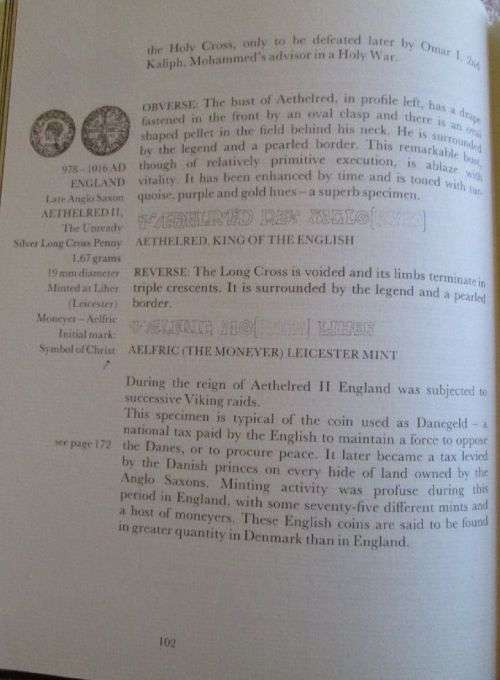 the Holy Cross, only to be defeated later by Omar I, 2nd
Kaliph, Mohammed's advisor in a Holy War.
OBVERSE: The bust of Aethelred, in profile left, has a drape
fastened in the front by an oval clasp and there is an oval
shaped pellet in the field behind his neck. He is surrounded
by the legend and a pearled border. This remarkable bust,
though of relatively primitive execution, is ablaze with
vitality. It has been enhanced by time and is toned with tur-
quoise, purple and gold hues – a superb specimen.
AETHELRED, KING OF THE ENGLISH
REVERSE: The Long Cross is voided and its limbs terminate in
triple crescents. It is surrounded by the legend and a pearled
border.
AELFRIC (THE MONEYER) LEICESTER MINT
978 – 1016 AD
ENGLAND
Late Anglo Saxon
AETHELRED II,
The Unready
Silver Long Cross Penny
1.67 grams
19 mm diameter
Minted at Liher
(Leicester)
Moneyer – Aelfric
Initial mark:
Symbol of Christ
During the reign of Aethelred II England was subjected to
successive Viking raids.
This specimen is typical of the coin used as Danegeld – a
national tax paid by the English to maintain a force to oppose
the Danes, or to procure peace. It later became a tax levied
by the Danish princes on every hide of land owned by the
Anglo Saxons. Minting activity was profuse during this
period in England, with some seventy-five different mints and
a host of moneyers. These English coins are said to be found
in greater quantity in Denmark than in England.
see page 172
102